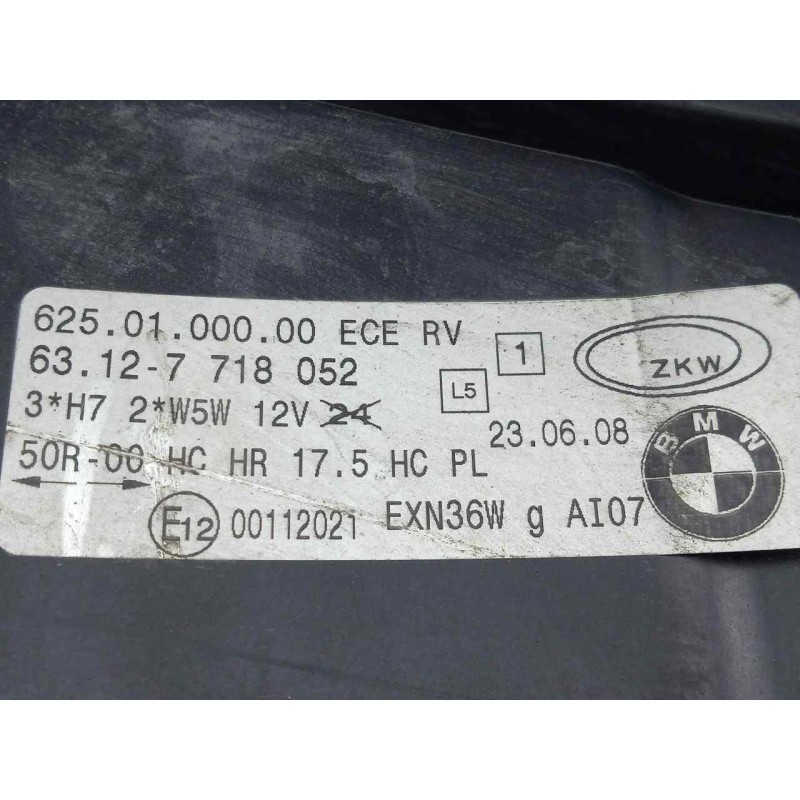 625.01.000.00 ECE RV
63.12-7 718 052
1
ZKW
3*H7 2*W5W 12V 24
L5
23.06.08
BMW
50R-00 HC HR 17.5 HC PL
E12 00112021 EXN36W g AI07